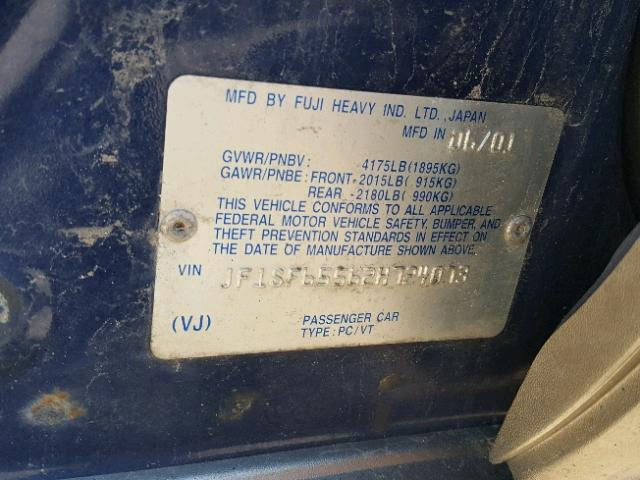 MFD BY FUJI HEAVY IND. LTD., JAPAN
MFD IN 06/01
GVWR/PNBV: 4175LB(1895KG)
GAWR/PNBE: FRONT-2015LB( 915KG)
REAR -2180LB( 990KG)
THIS VEHICLE CONFORMS TO ALL APPLICABLE
FEDERAL MOTOR VEHICLE SAFETY, BUMPER, AND
THEFT PREVENTION STANDARDS IN EFFECT ON
THE DATE OF MANUFACTURE SHOWN ABOVE.
VIN JF1SF65562H724073
(VJ) PASSENGER CAR
TYPE: PC/VT